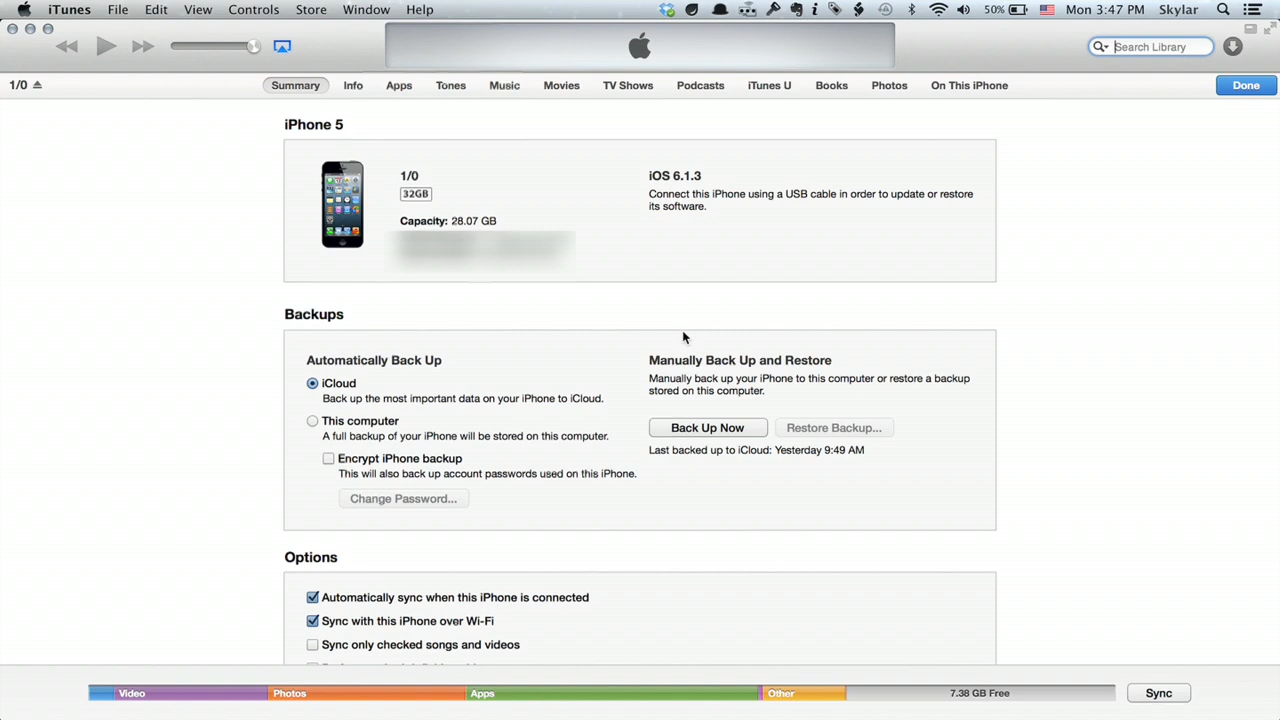 iTunes File Edit View Controls Store Window Help 50% Mon 3:47 PM Skylar
Search Library
1/0 Summary Info Apps Tones Music Movies TV Shows Podcasts iTunes U Books Photos On This iPhone Done
iPhone 5
1/0
32GB
Capacity: 28.07 GB
iOS 6.1.3
Connect this iPhone using a USB cable in order to update or restore
its software.
Backups
Automatically Back Up
iCloud
Back up the most important data on your iPhone to iCloud.
This computer
A full backup of your iPhone will be stored on this computer.
Encrypt iPhone backup
This will also back up account passwords used on this iPhone.
Change Password...
Manually Back Up and Restore
Manually back up your iPhone to this computer or restore a backup
stored on this computer.
Back Up Now Restore Backup...
Last backed up to iCloud: Yesterday 9:49 AM
Options
Automatically sync when this iPhone is connected
Sync with this iPhone over Wi-Fi
Sync only checked songs and videos
Video Photos Apps Other 7.38 GB Free Sync